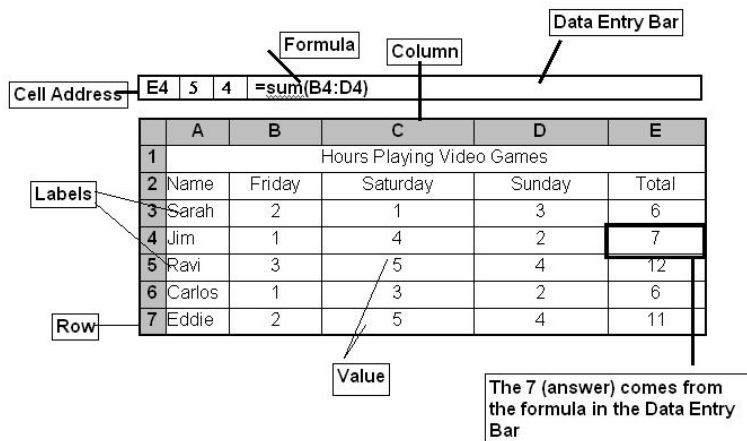 Data Entry Bar
Formula
Column
Cell Address
E4 5 4 =sum(B4:D4)
A B C D E
1 Hours Playing Video Games
2 Name Friday Saturday Sunday Total
Labels
3 Sarah 2 1 3 6
4 Jim 1 4 2 7
5 Ravi 3 5 4 12
6 Carlos 1 3 2 6
Row
7 Eddie 2 5 4 11
Value
The 7 (answer) comes from
the formula in the Data Entry
Bar